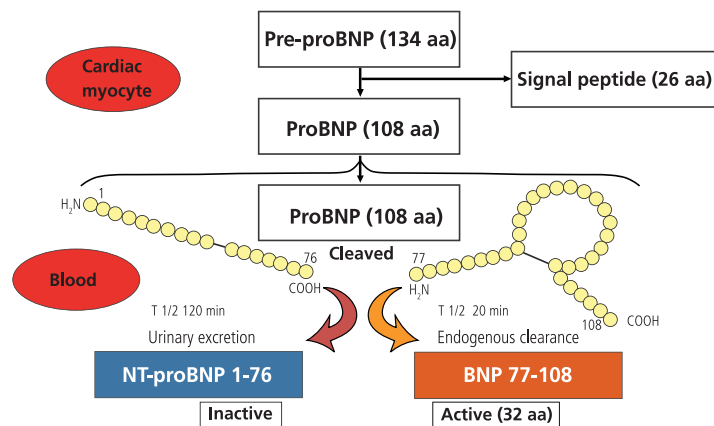 Pre-proBNP (134 aa)
Cardiac
myocyte
Signal peptide (26 aa)
ProBNP (108 aa)
1
H₂N
ProBNP (108 aa)
Cleaved
76
COOH
77
H₂N
108
COOH
Blood
T 1/2 120 min
T 1/2 20 min
Urinary excretion
Endogenous clearance
NT-proBNP 1-76
BNP 77-108
Inactive
Active (32 aa)